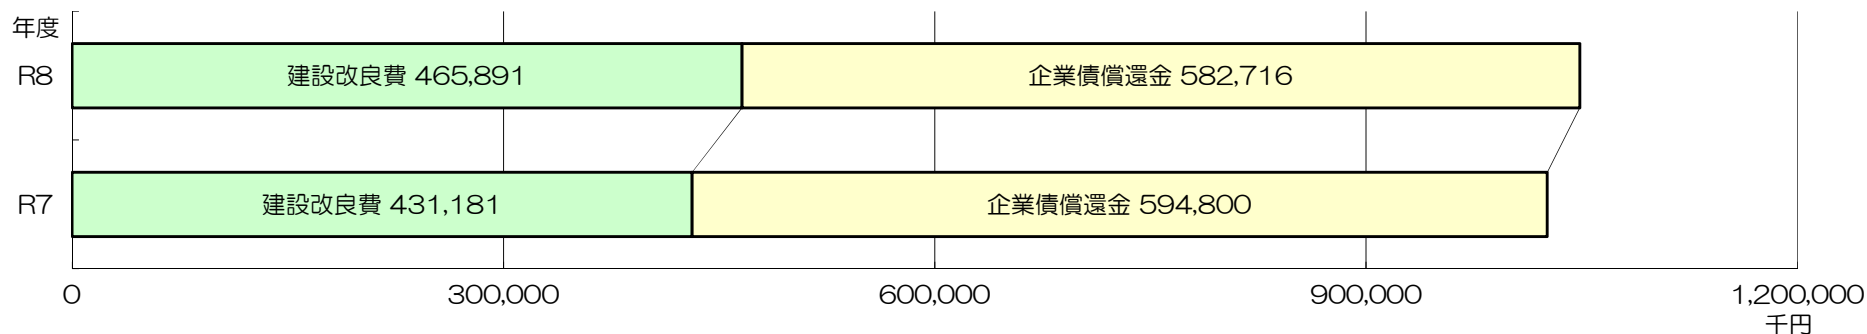 年度
R8
建設改良費 465,891
企業債償還金 582,716
R7
建設改良費 431,181
企業債償還金 594,800
0
300,000
600,000
900,000
1,200,000
千円